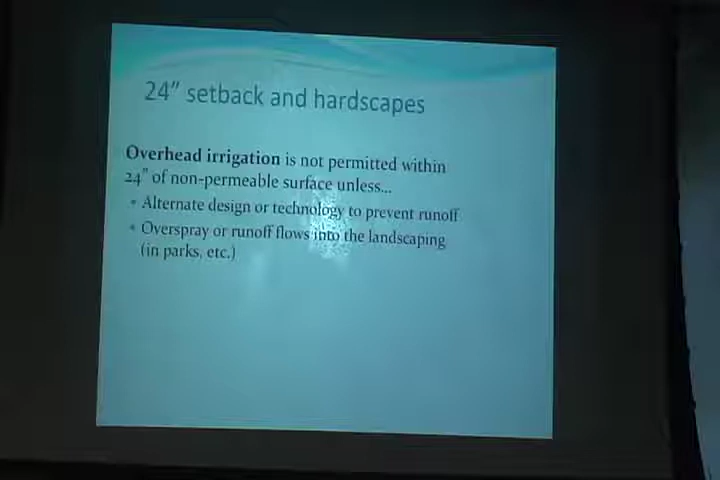 24" setback and hardscapes
Overhead irrigation is not permitted within
24" of non-permeable surface unless...
• Alternate design or technology to prevent runoff
• Overspray or runoff flows into the landscaping
(in parks, etc.)